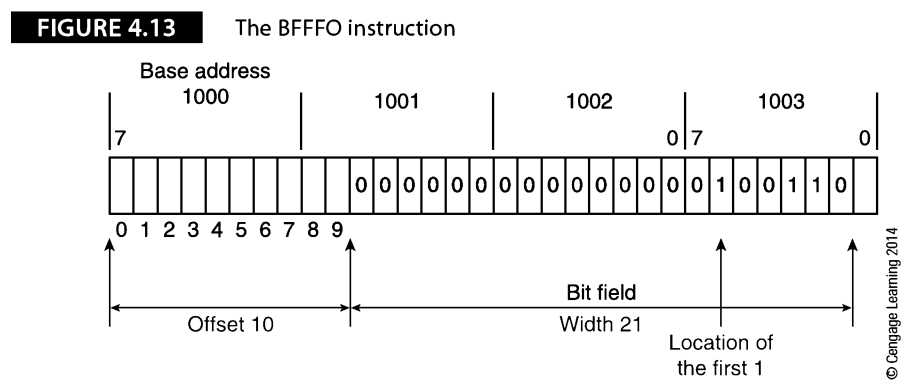 FIGURE 4.13 The BFFFO instruction
Base address
1000 1001 1002 1003
7 0 7 0
0 0 0 0 0 0 0 0 0 0 0 0 0 0 0 1 0 0 1 1 0
0 1 2 3 4 5 6 7 8 9
Bit field
Offset 10 Width 21
Location of
the first 1
© Cengage Learning 2014